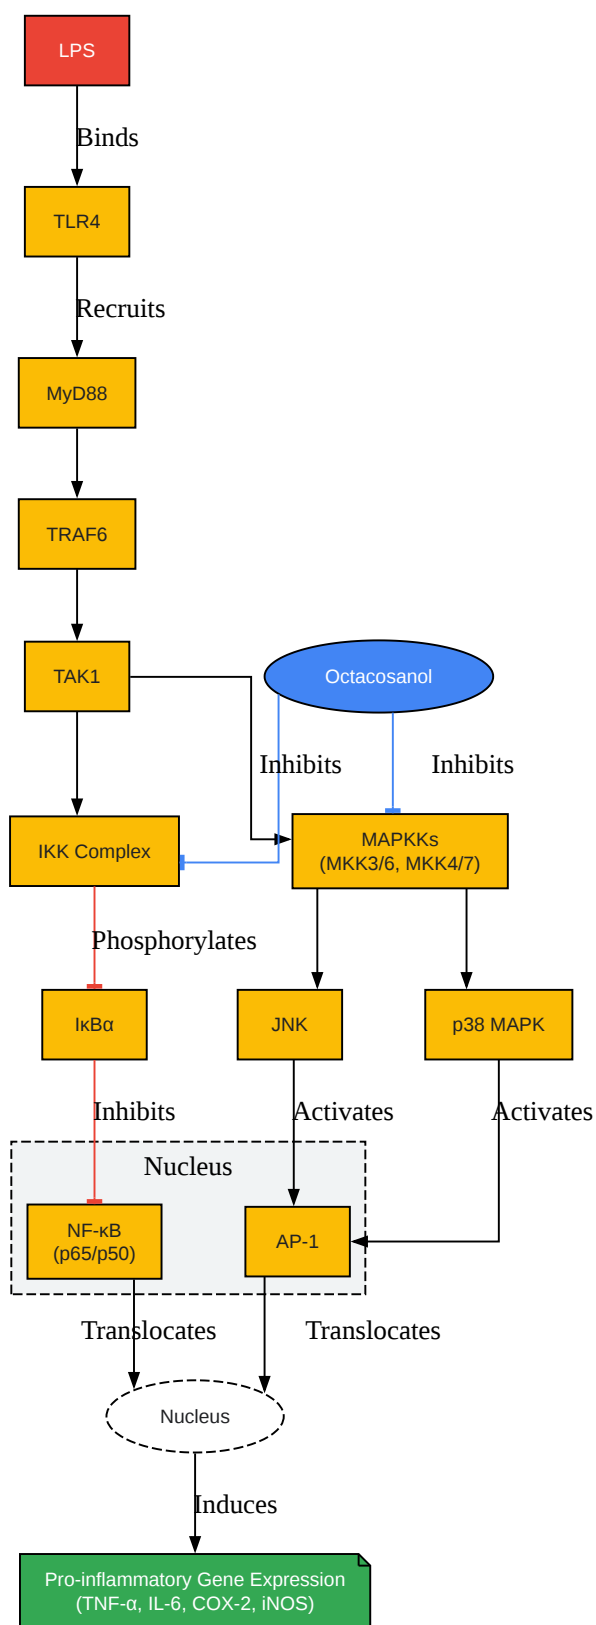 LPS
Binds
TLR4
Recruits
MyD88
TRAF6
TAK1
Octacosanol
Inhibits
Inhibits
IKK Complex
MAPKKs
(MKK3/6, MKK4/7)
Phosphorylates
IκBα
JNK
p38 MAPK
Inhibits
Activates
Activates
Nucleus
NF-κB
(p65/p50)
AP-1
Translocates
Translocates
Nucleus
Induces
Pro-inflammatory Gene Expression
(TNF-α, IL-6, COX-2, iNOS)